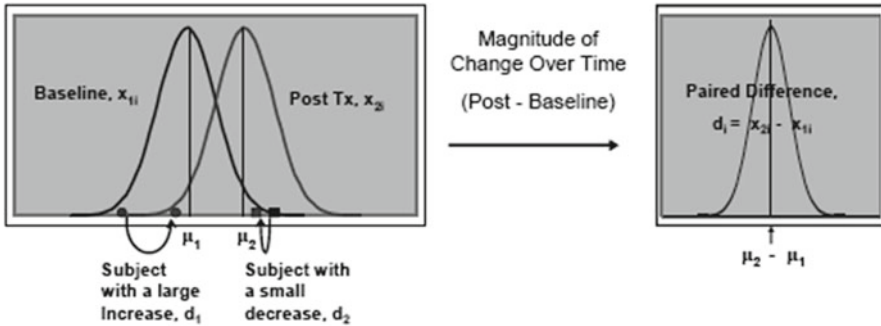 Baseline, x1i
Post Tx, x2i
μ1
μ2
Subject
with a large
Increase, d1
Subject with
a small
decrease, d2
Magnitude of
Change Over Time
(Post - Baseline)
Paired Difference,
di = x2i - x1i
μ2 - μ1